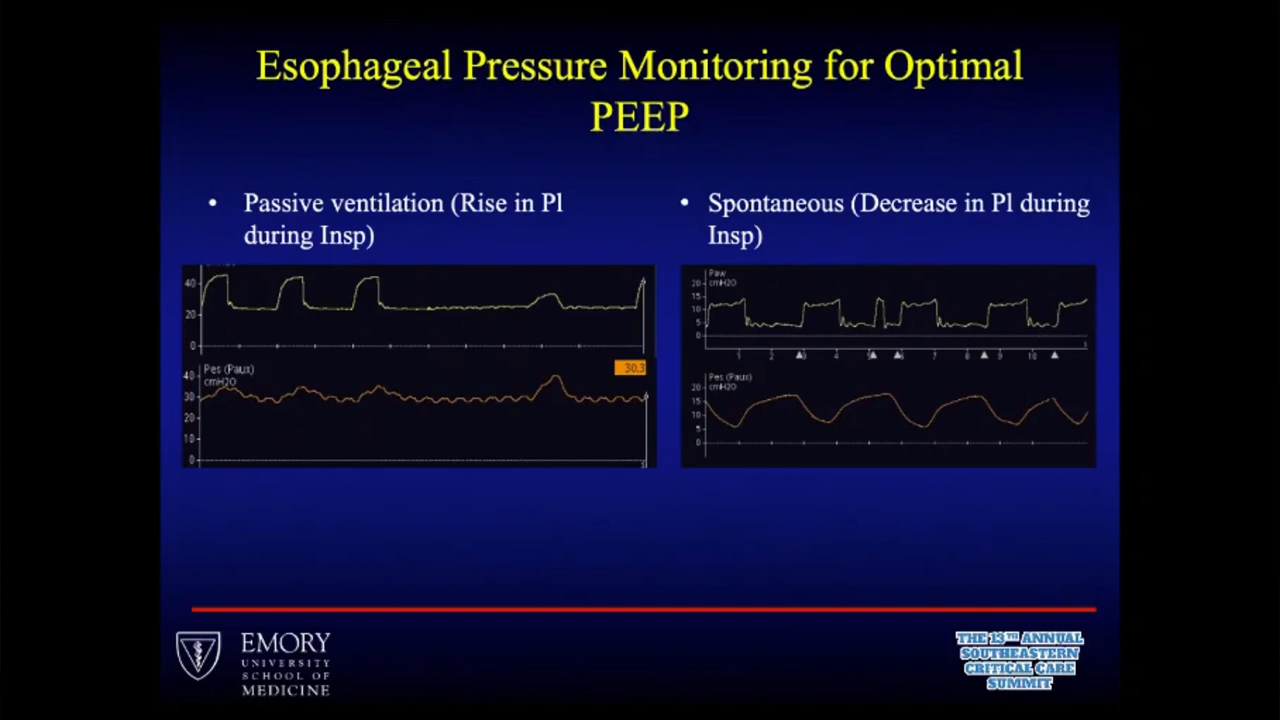 Esophageal Pressure Monitoring for Optimal
PEEP
• Passive ventilation (Rise in Pl
during Insp)
• Spontaneous (Decrease in Pl during
Insp)
40
20
0
Pes (Paux)
cmH2O
30.3
40
30
20
10
0
s
Paw
cmH2O
20
15
10
5
0
1 2 3 4 5 6 7 8 9 10
s
Pes (Paux)
cmH2O
20
15
10
5
0
EMORY
UNIVERSITY
SCHOOL OF
MEDICINE
THE 13TH ANNUAL
SOUTHEASTERN
CRITICAL CARE
SUMMIT